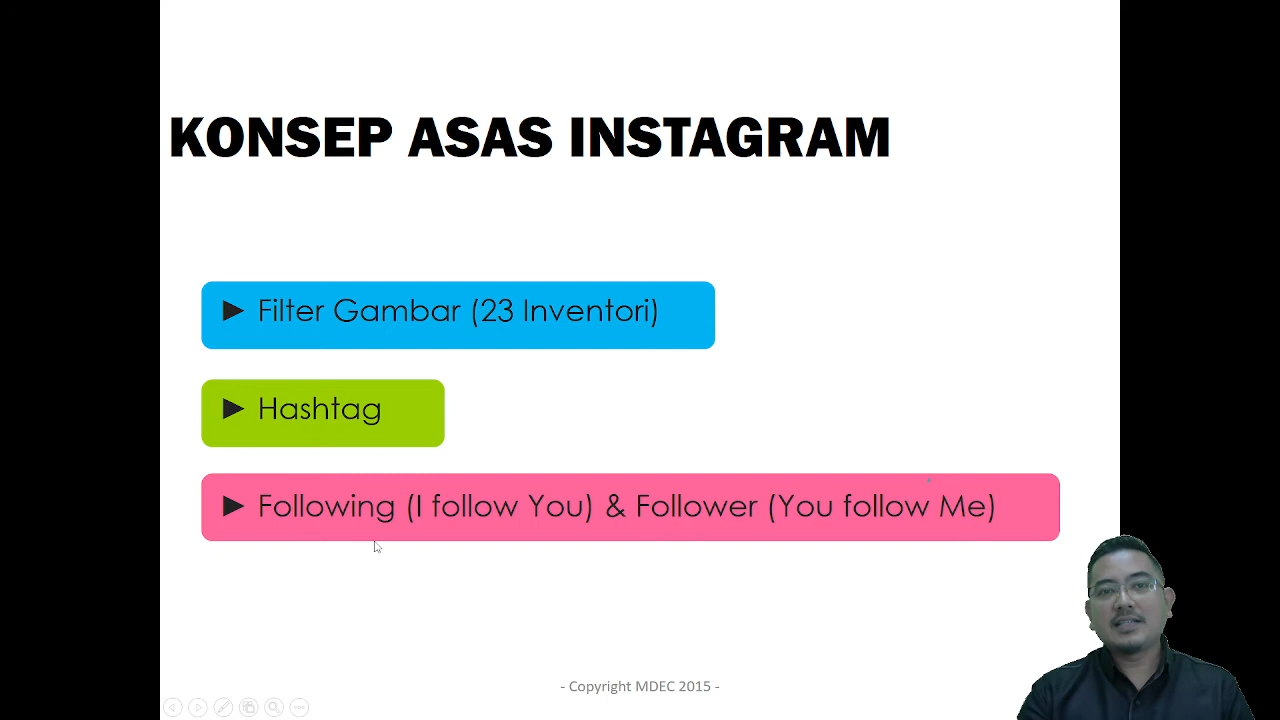 KONSEP ASAS INSTAGRAM
► Filter Gambar (23 Inventori)
► Hashtag
► Following (I follow You) & Follower (You follow Me)
- Copyright MDEC 2015 -